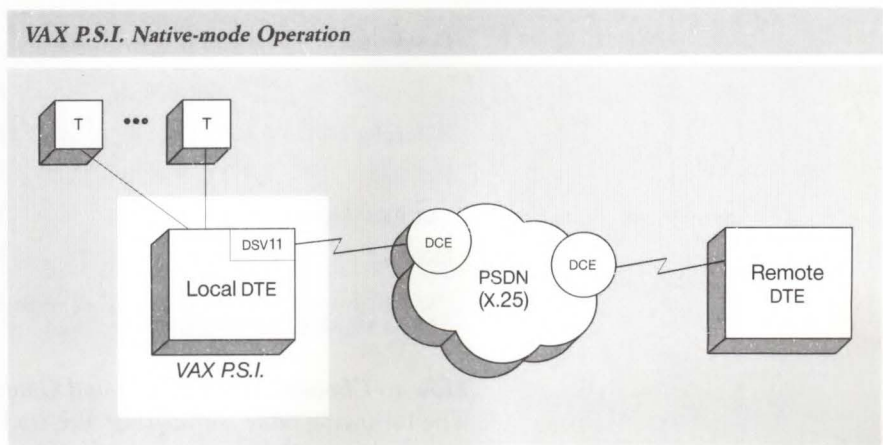 VAX P.S.I. Native-mode Operation
T ••• T
DSV11
Local DTE
VAX P.S.I.
DCE
PSDN
(X.25)
DCE
Remote
DTE